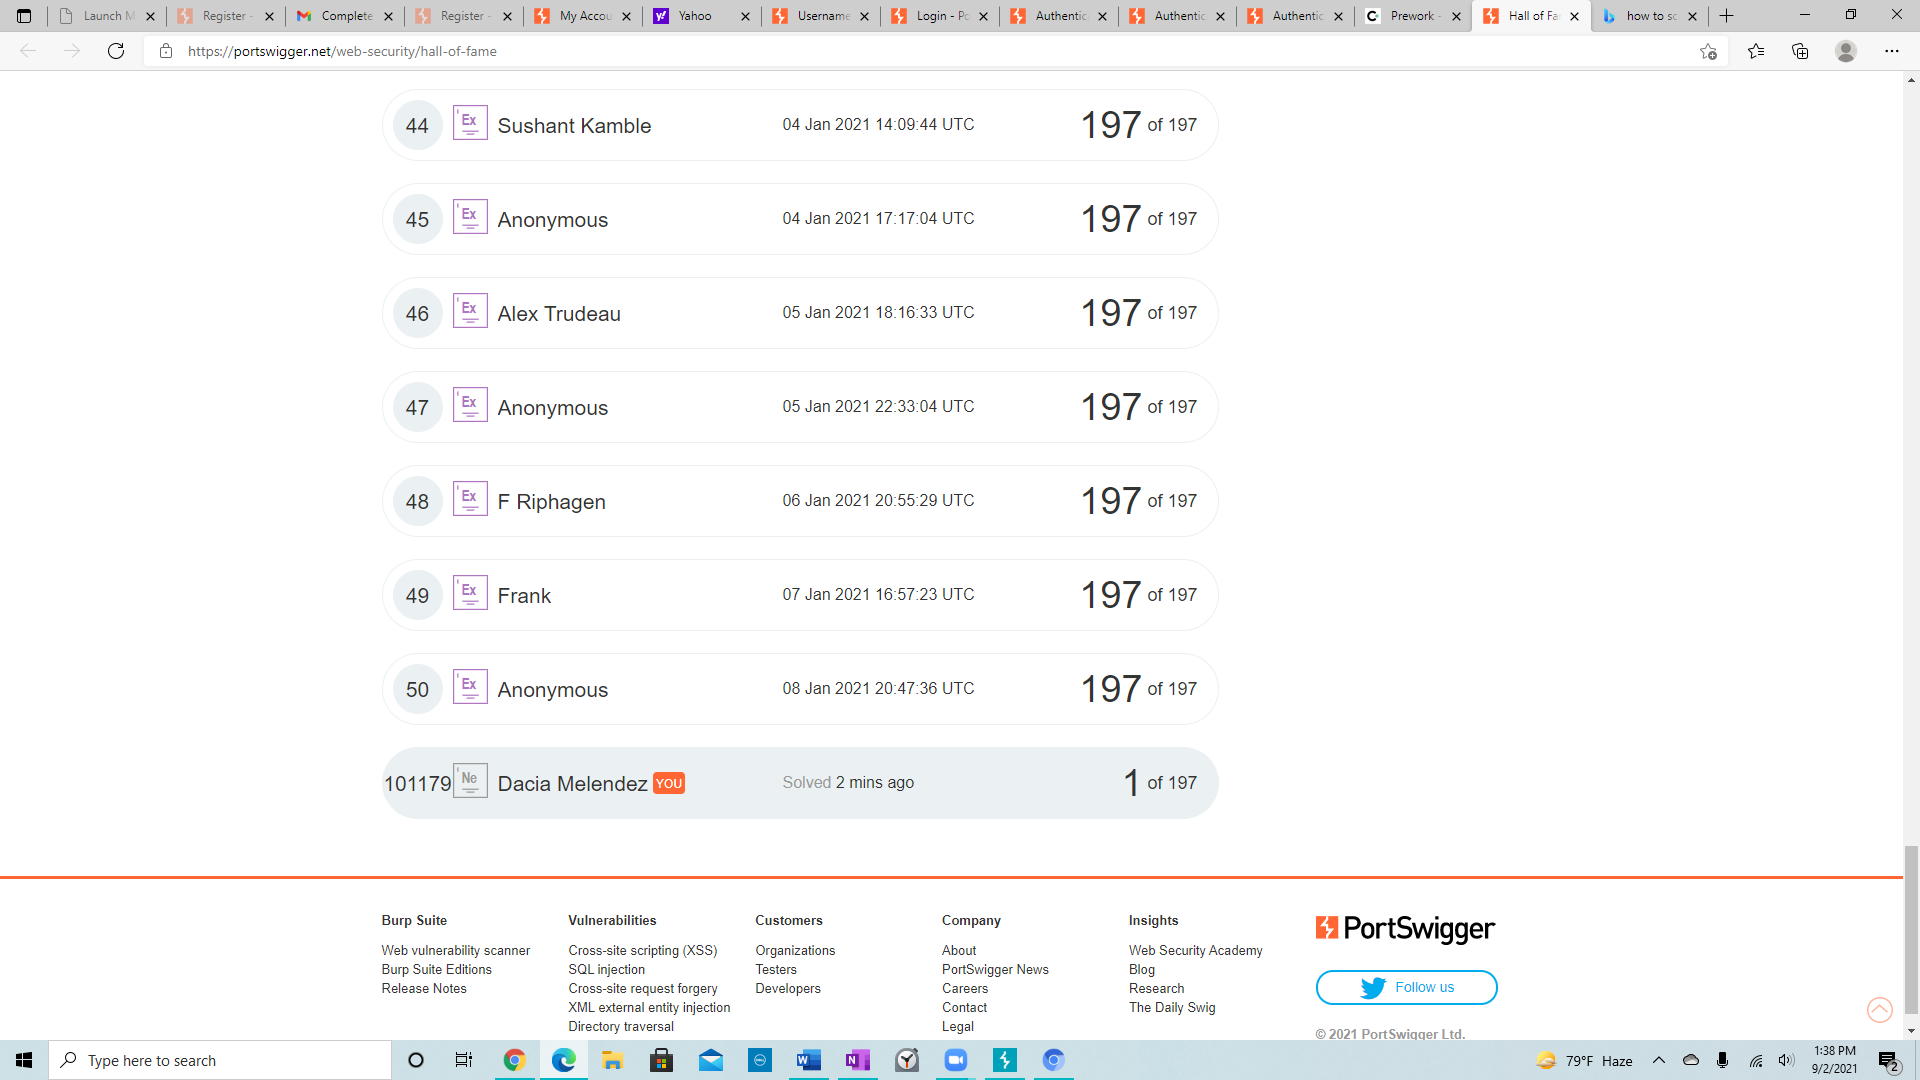 Launch M
Register -
Complete
Register -
My Accou
Yahoo
Username
Login - Po
Authentic
Authentic
Authentic
Prework -
Hall of Fa
how to sc
https://portswigger.net/web-security/hall-of-fame
44 Ex Sushant Kamble 04 Jan 2021 14:09:44 UTC 197 of 197
45 Ex Anonymous 04 Jan 2021 17:17:04 UTC 197 of 197
46 Ex Alex Trudeau 05 Jan 2021 18:16:33 UTC 197 of 197
47 Ex Anonymous 05 Jan 2021 22:33:04 UTC 197 of 197
48 Ex F Riphagen 06 Jan 2021 20:55:29 UTC 197 of 197
49 Ex Frank 07 Jan 2021 16:57:23 UTC 197 of 197
50 Ex Anonymous 08 Jan 2021 20:47:36 UTC 197 of 197
101179 Ne Dacia Melendez YOU Solved 2 mins ago 1 of 197
Burp Suite
Web vulnerability scanner
Burp Suite Editions
Release Notes
Vulnerabilities
Cross-site scripting (XSS)
SQL injection
Cross-site request forgery
XML external entity injection
Directory traversal
Customers
Organizations
Testers
Developers
Company
About
PortSwigger News
Careers
Contact
Legal
Insights
Web Security Academy
Blog
Research
The Daily Swig
PortSwigger
Follow us
© 2021 PortSwigger Ltd.
Type here to search
79°F Haze
1:38 PM
9/2/2021
2